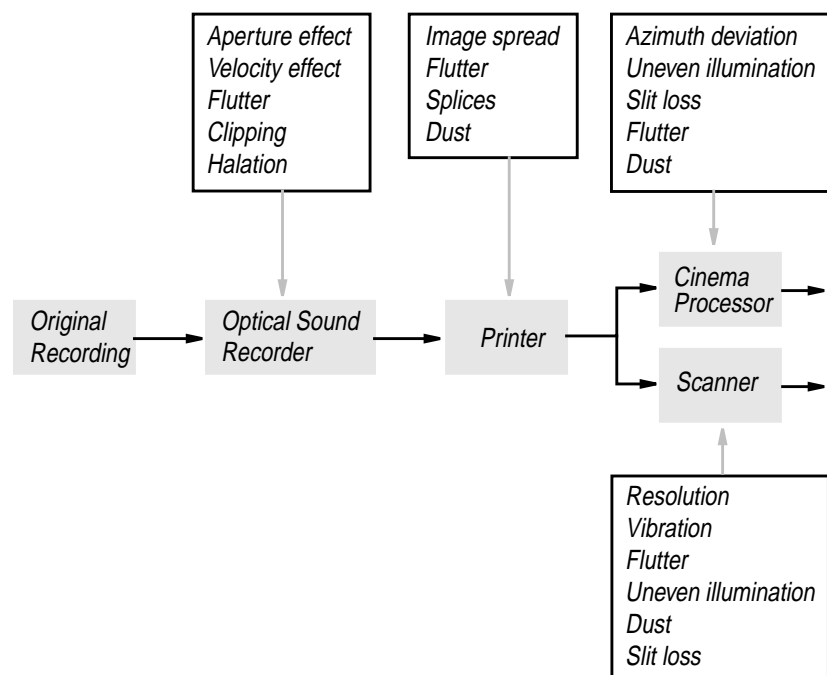 Aperture effect
Velocity effect
Flutter
Clipping
Halation
Image spread
Flutter
Splices
Dust
Azimuth deviation
Uneven illumination
Slit loss
Flutter
Dust
Original
Recording
Optical Sound
Recorder
Printer
Cinema
Processor
Scanner
Resolution
Vibration
Flutter
Uneven illumination
Dust
Slit loss